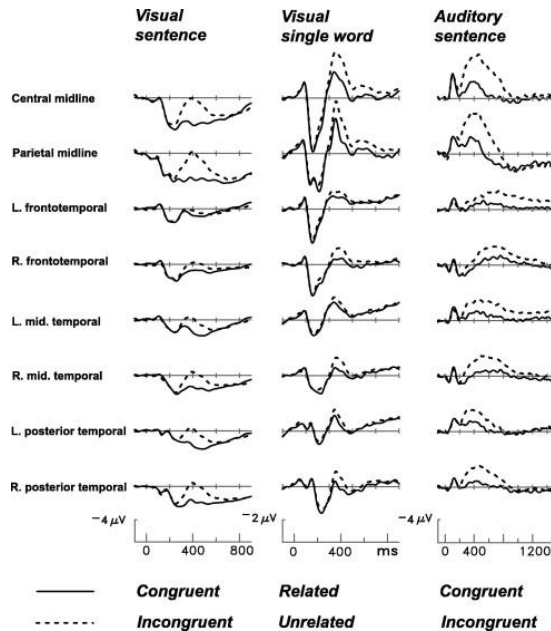 Visual Visual Auditory
sentence single word sentence
Central midline
Parietal midline
L. frontotemporal
R. frontotemporal
L. mid. temporal
R. mid. temporal
L. posterior temporal
R. posterior temporal
−4 μV −2 μV −4 μV
0 400 800 0 400 ms 0 400 1200
Congruent Related Congruent
Incongruent Unrelated Incongruent